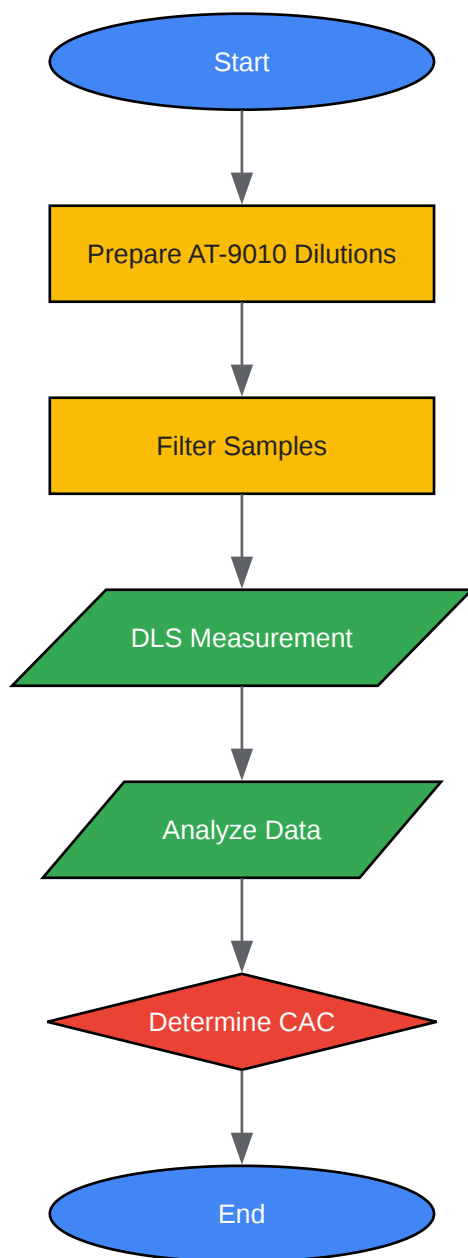 Start
Prepare AT-9010 Dilutions
Filter Samples
DLS Measurement
Analyze Data
Determine CAC
End